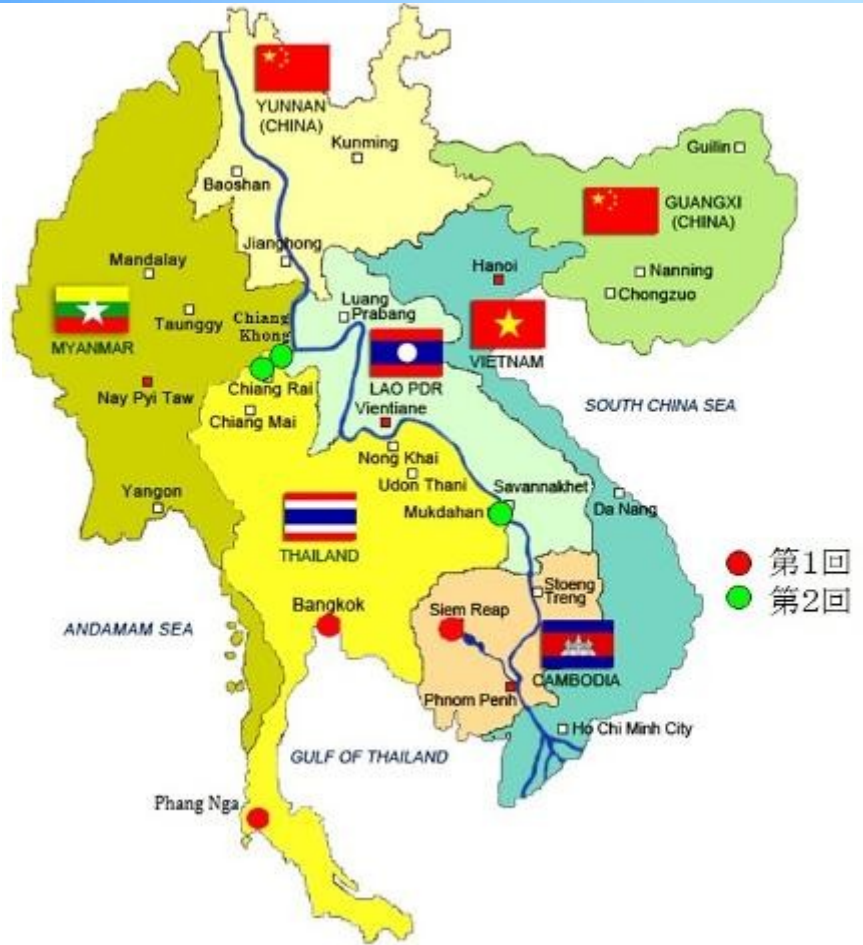 YUNNAN
(CHINA)
Kunming
Baoshan
Guilin
GUANGXI
(CHINA)
Jianghong
Mandalay
Hanoi
Nanning
Chongzuo
Luang
Prabang
Taunggy
Chiang
Khong
MYANMAR
VIETNAM
LAO PDR
Chiang Rai
Nay Pyi Taw
Chiang Mai
Vientiane
SOUTH CHINA SEA
Nong Khai
Udon Thani
Yangon
Savannakhet
Mukdahan
Da Nang
THAILAND
第1回
Stoeng
Treng
第2回
Bangkok
Siem Reap
ANDAMAM SEA
CAMBODIA
Phnom Penh
Ho Chi Minh City
GULF OF THAILAND
Phang Nga